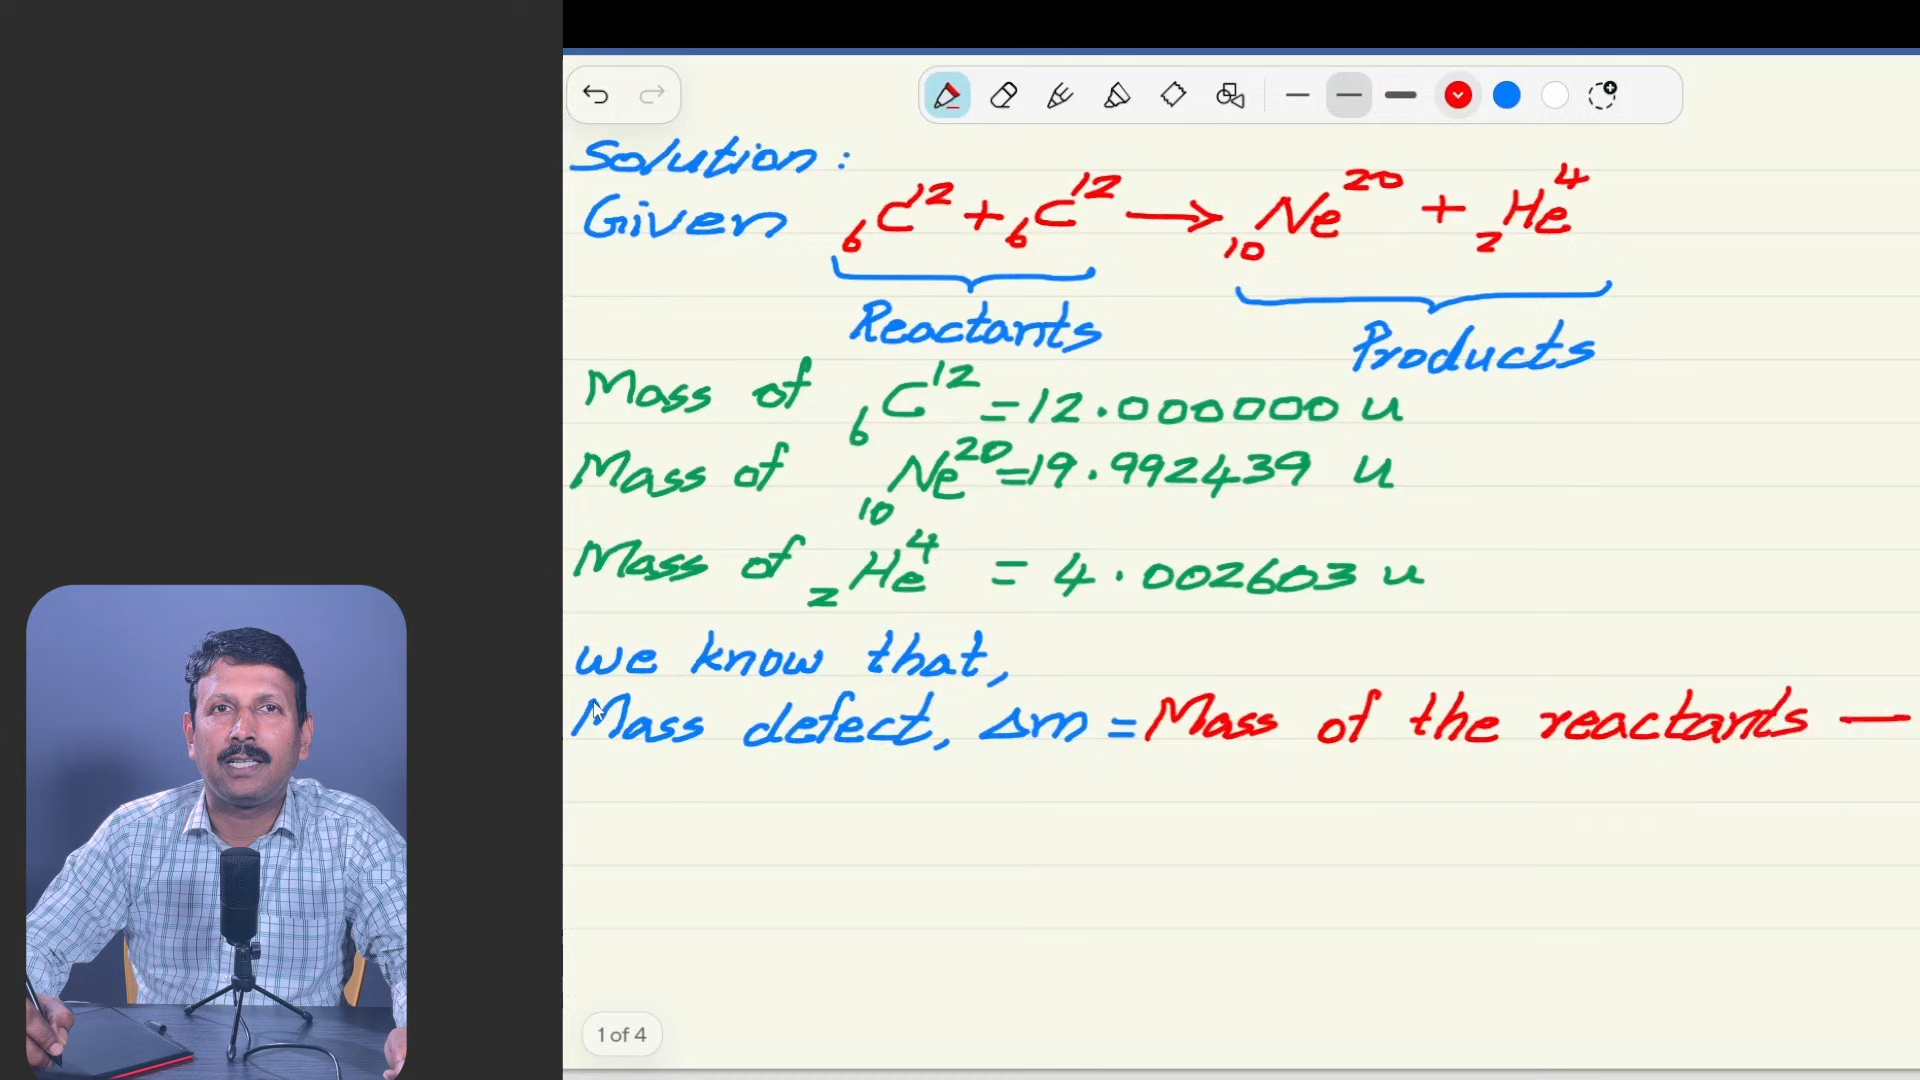 Solution:
Given ₆C¹² + ₆C¹² → ₁₀Ne²⁰ + ₂He⁴
Reactants
Products
Mass of ₆C¹² = 12.000000 u
Mass of ₁₀Ne²⁰ = 19.992439 u
Mass of ₂He⁴ = 4.002603 u
we know that,
Mass defect, Δm = Mass of the reactants —
1 of 4